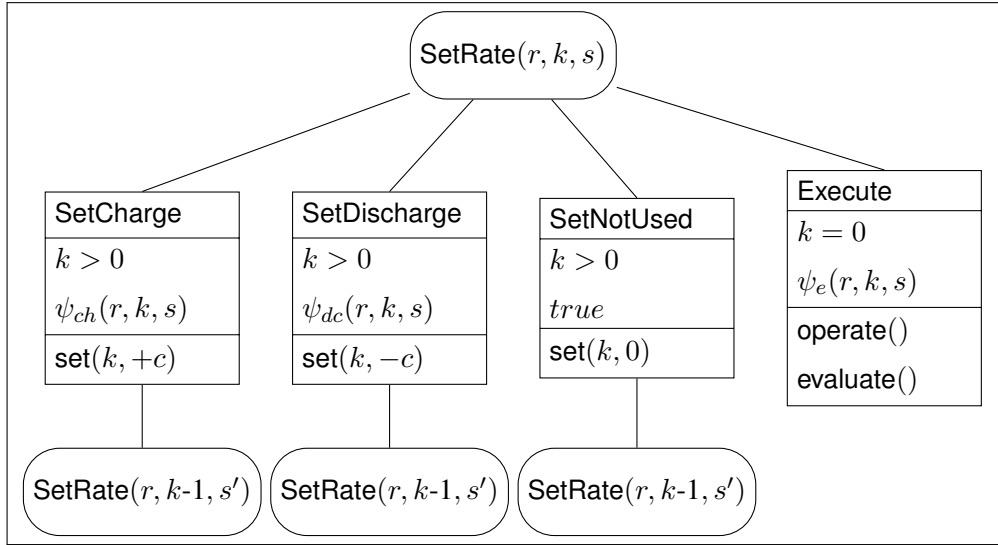 SetRate(r, k, s)
SetCharge
k > 0
ψ_ch(r, k, s)
set(k, +c)
SetDischarge
k > 0
ψ_dc(r, k, s)
set(k, −c)
SetNotUsed
k > 0
true
set(k, 0)
Execute
k = 0
ψ_e(r, k, s)
operate()
evaluate()
SetRate(r, k-1, s′)
SetRate(r, k-1, s′)
SetRate(r, k-1, s′)